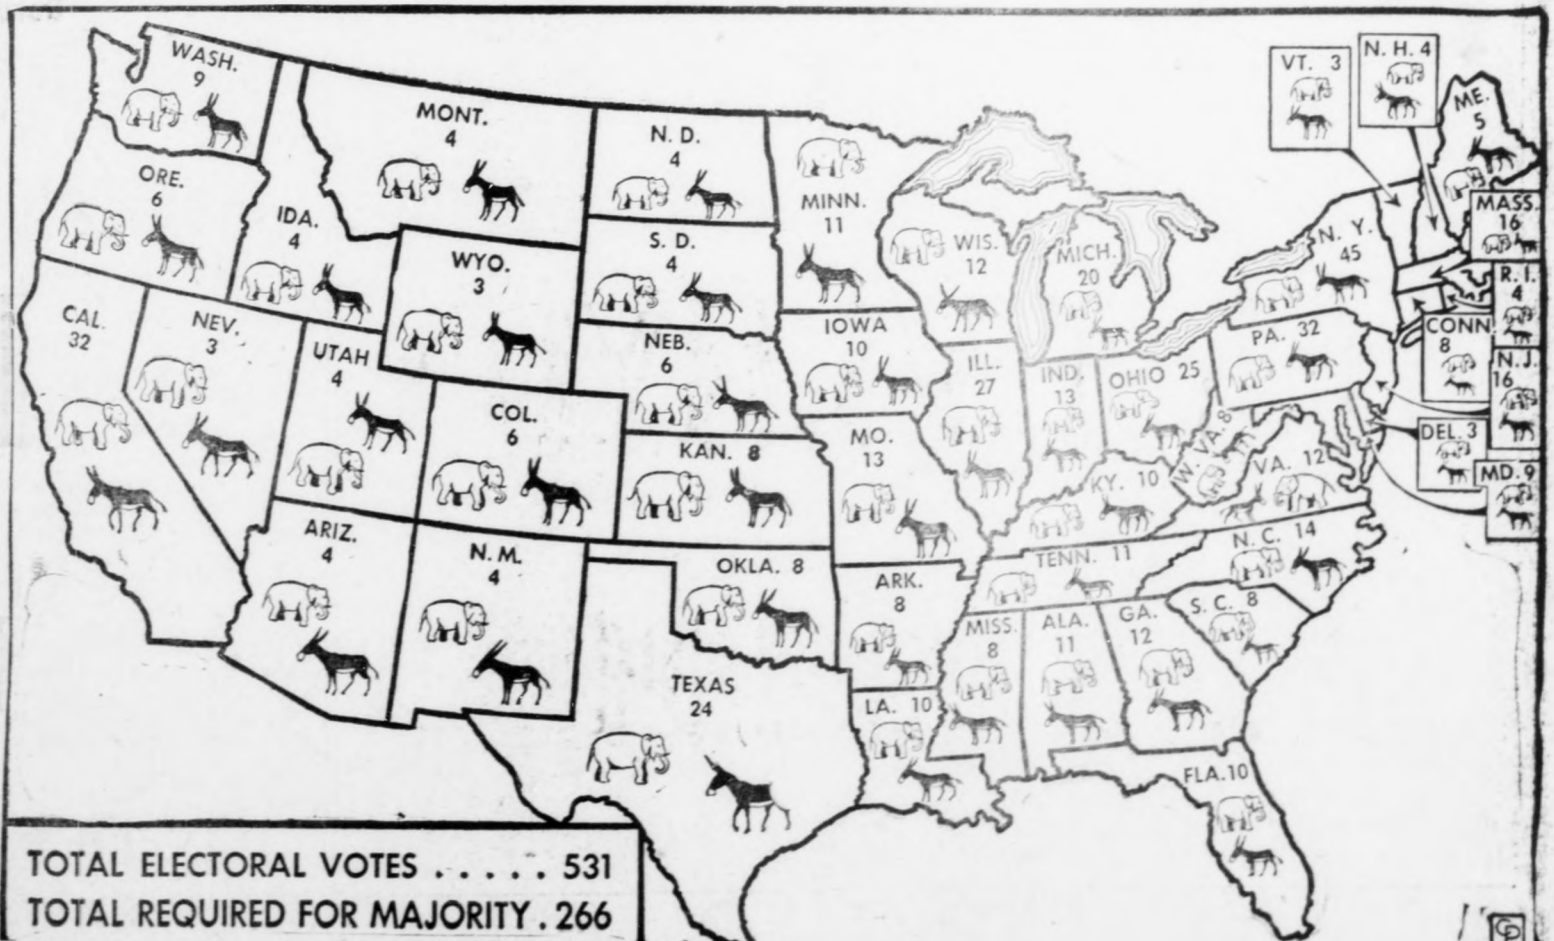 WASH.
9
ORE.
6
CAL.
32
IDA.
4
NEV.
3
MONT.
4
WYO.
3
UTAH
4
COL.
6
ARIZ.
4
N. M.
4
N. D.
4
S. D.
4
NEB.
6
KAN. 8
OKLA. 8
TEXAS
24
MINN.
11
IOWA
10
MO.
13
ARK.
8
LA. 10
WIS.
12
ILL.
27
MICH.
20
IND.
13
OHIO 25
KY. 10
TENN. 11
MISS.
8
ALA.
11
GA.
12
FLA. 10
S. C. 8
N. C. 14
VA. 12
W. VA. 8
PA. 32
N. Y.
45
VT. 3
N. H. 4
ME.
5
MASS.
16
R. I.
4
CONN.
8
N. J.
16
DEL. 3
MD. 9
TOTAL ELECTORAL VOTES ..... 531
TOTAL REQUIRED FOR MAJORITY . 266